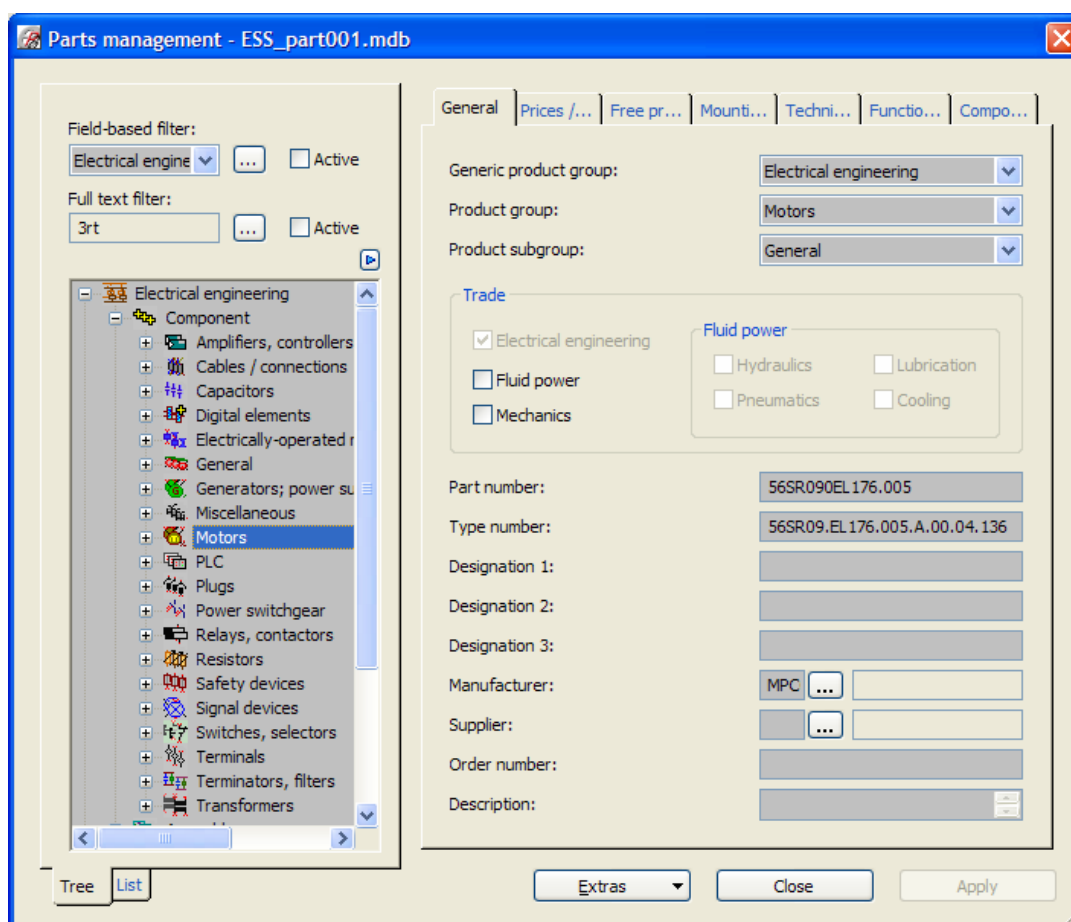 Parts management - ESS_part001.mdb
Field-based filter:
Electrical engine
...
Active
Full text filter:
3rt
...
Active
Electrical engineering
Component
Amplifiers, controllers
Cables / connections
Capacitors
Digital elements
Electrically-operated
General
Generators; power su
Miscellaneous
Motors
PLC
Plugs
Power switchgear
Relays, contactors
Resistors
Safety devices
Signal devices
Switches, selectors
Terminals
Terminators, filters
Transformers
Tree
List
General
Prices /...
Free pr...
Mounti...
Techni...
Functio...
Compo...
Generic product group:
Electrical engineering
Product group:
Motors
Product subgroup:
General
Trade
Electrical engineering
Fluid power
Mechanics
Fluid power
Hydraulics
Lubrication
Pneumatics
Cooling
Part number:
56SR090EL176.005
Type number:
56SR09.EL176.005.A.00.04.136
Designation 1:
Designation 2:
Designation 3:
Manufacturer:
MPC
...
Supplier:
...
Order number:
Description:
Extras
Close
Apply